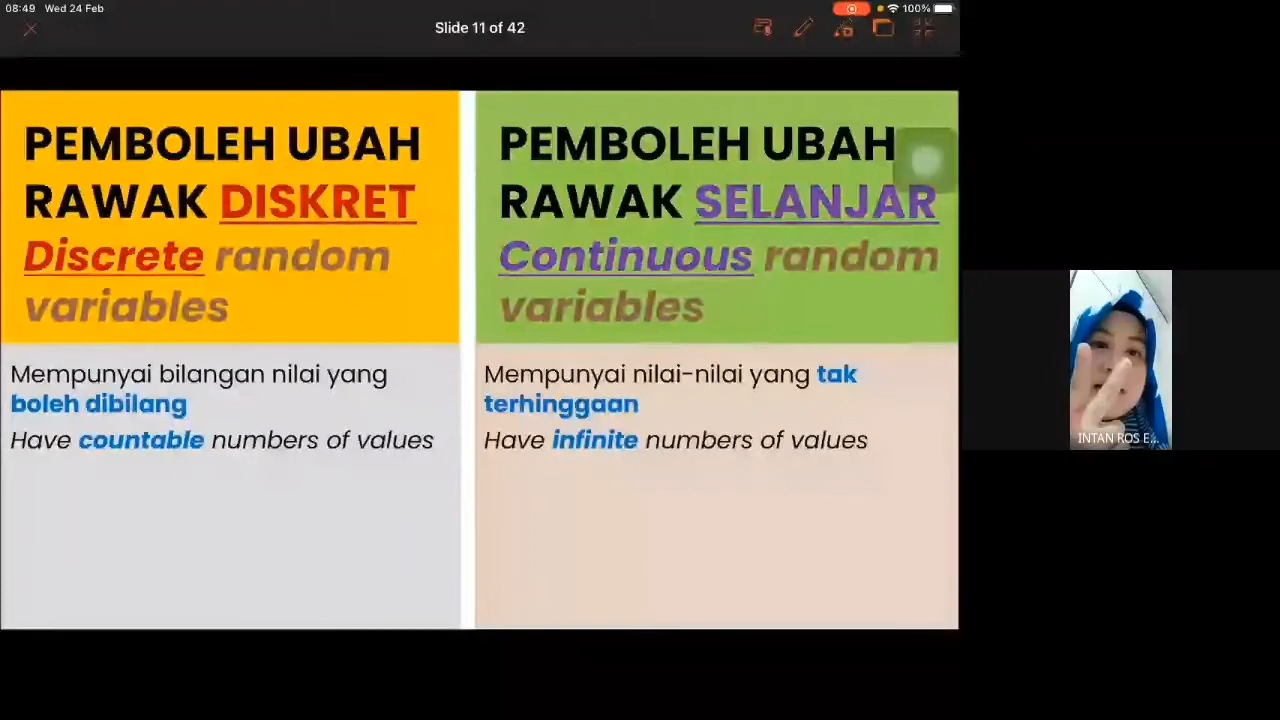 08:49 Wed 24 Feb
100%
Slide 11 of 42
PEMBOLEH UBAH
RAWAK DISKRET
Discrete random
variables
Mempunyai bilangan nilai yang
boleh dibilang
Have countable numbers of values
PEMBOLEH UBAH
RAWAK SELANJAR
Continuous random
variables
Mempunyai nilai-nilai yang tak
terhinggaan
Have infinite numbers of values
INTAN ROS E...